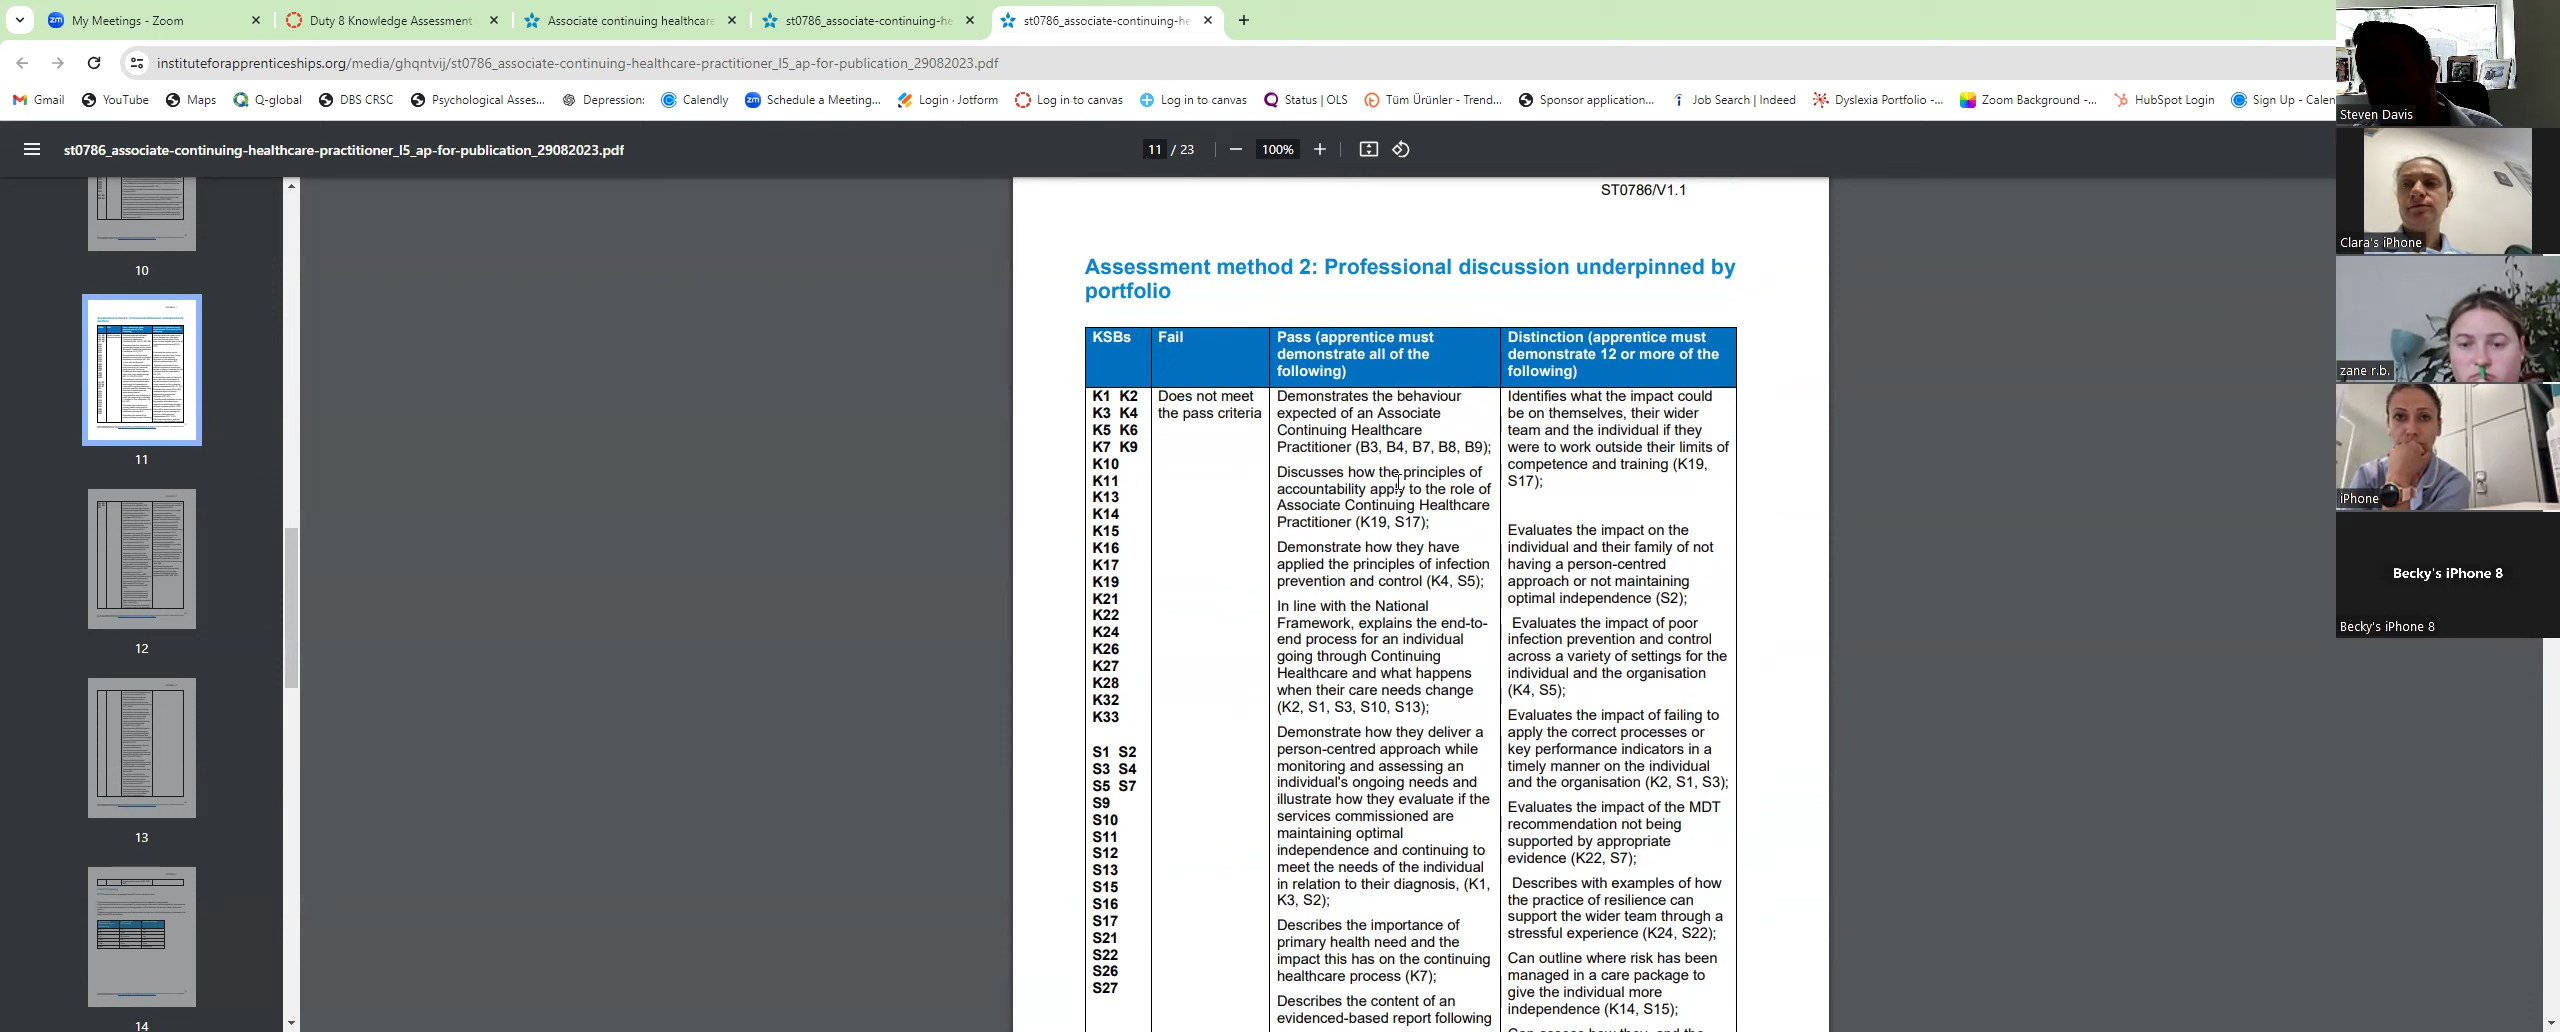 My Meetings - Zoom
Duty 8 Knowledge Assessment
Associate continuing healthcare
st0786_associate-continuing-he
st0786_associate-continuing-he
instituteforapprenticeships.org/media/ghqntvij/st0786_associate-continuing-healthcare-practitioner_l5_ap-for-publication_29082023.pdf
Gmail
YouTube
Maps
Q-global
DBS CRSC
Psychological Asses...
Depression:
Calendly
Schedule a Meeting...
Login · Jotform
Log in to canvas
Log in to canvas
Status | OLS
Tüm Ürünler - Trend...
Sponsor application...
Job Search | Indeed
Dyslexia Portfolio -...
Zoom Background -...
HubSpot Login
Sign Up - Calen
st0786_associate-continuing-healthcare-practitioner_l5_ap-for-publication_29082023.pdf
11 / 23
100%
10
11
12
13
14
ST0786/V1.1
Assessment method 2: Professional discussion underpinned by
portfolio
KSBs
Fail
Pass (apprentice must
demonstrate all of the
following)
Distinction (apprentice must
demonstrate 12 or more of the
following)
K1 K2
K3 K4
K5 K6
K7 K9
K10
K11
K13
K14
K15
K16
K17
K19
K21
K22
K24
K26
K27
K28
K32
K33
S1 S2
S3 S4
S5 S7
S9
S10
S11
S12
S13
S15
S16
S17
S21
S22
S26
S27
Does not meet
the pass criteria
Demonstrates the behaviour
expected of an Associate
Continuing Healthcare
Practitioner (B3, B4, B7, B8, B9);
Discusses how the principles of
accountability apply to the role of
Associate Continuing Healthcare
Practitioner (K19, S17);
Demonstrate how they have
applied the principles of infection
prevention and control (K4, S5);
In line with the National
Framework, explains the end-to-
end process for an individual
going through Continuing
Healthcare and what happens
when their care needs change
(K2, S1, S3, S10, S13);
Demonstrate how they deliver a
person-centred approach while
monitoring and assessing an
individual's ongoing needs and
illustrate how they evaluate if the
services commissioned are
maintaining optimal
independence and continuing to
meet the needs of the individual
in relation to their diagnosis, (K1,
K3, S2);
Describes the importance of
primary health need and the
impact this has on the continuing
healthcare process (K7);
Describes the content of an
evidenced-based report following
Identifies what the impact could
be on themselves, their wider
team and the individual if they
were to work outside their limits of
competence and training (K19,
S17);
Evaluates the impact on the
individual and their family of not
having a person-centred
approach or not maintaining
optimal independence (S2);
Evaluates the impact of poor
infection prevention and control
across a variety of settings for the
individual and the organisation
(K4, S5);
Evaluates the impact of failing to
apply the correct processes or
key performance indicators in a
timely manner on the individual
and the organisation (K2, S1, S3);
Evaluates the impact of the MDT
recommendation not being
supported by appropriate
evidence (K22, S7);
Describes with examples of how
the practice of resilience can
support the wider team through a
stressful experience (K24, S22);
Can outline where risk has been
managed in a care package to
give the individual more
independence (K14, S15);
Steven Davis
Clara's iPhone
zane r.b.
iPhone
Becky's iPhone 8
Becky's iPhone 8